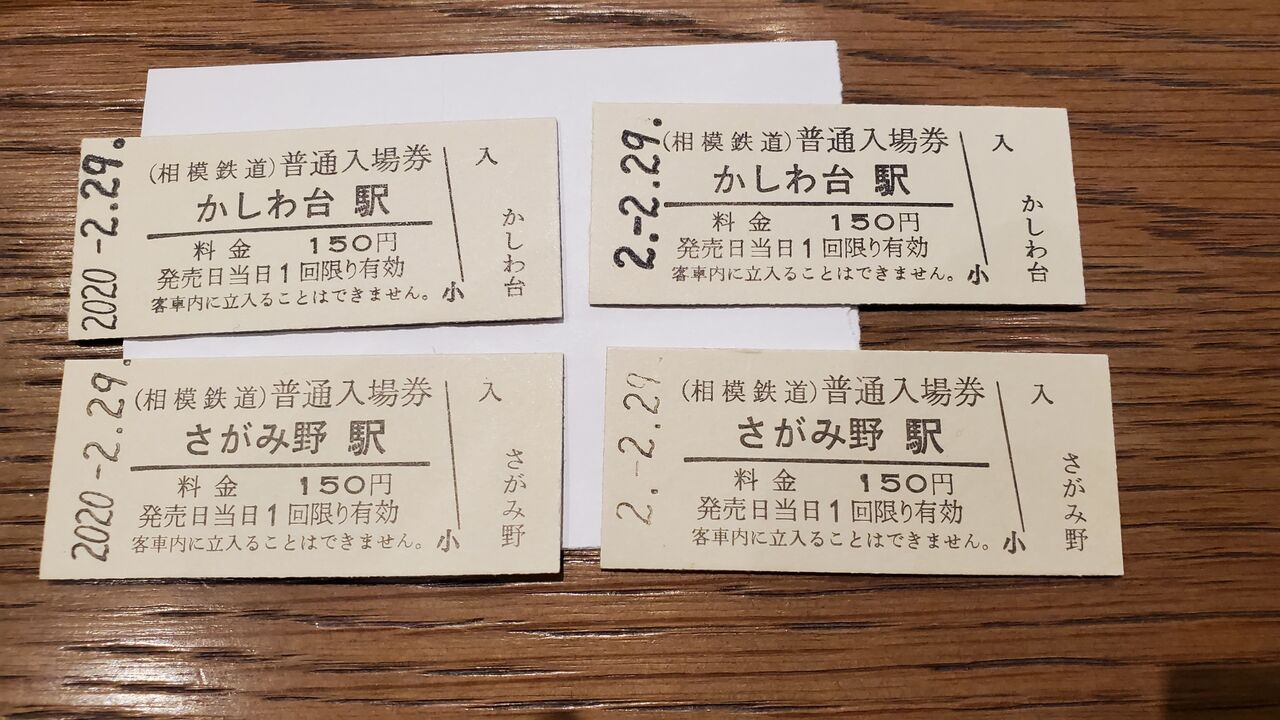 2020-2.-2.29.
(相模鉄道)普通入場券
かしわ台 駅
料金 150円
発売日当日1回限り有効
客車内に立入ることはできません。
小
入
かしわ台
2.-2.29.
(相模鉄道)普通入場券
かしわ台 駅
料金 150円
発売日当日1回限り有効
客車内に立入ることはできません。
小
入
かしわ台
2020-2.29.
(相模鉄道)普通入場券
さがみ野 駅
料金 150円
発売日当日1回限り有効
客車内に立入ることはできません。
小
入
さがみ野
2.-2.29
(相模鉄道)普通入場券
さがみ野 駅
料金 150円
発売日当日1回限り有効
客車内に立入ることはできません。
小
入
さがみ野